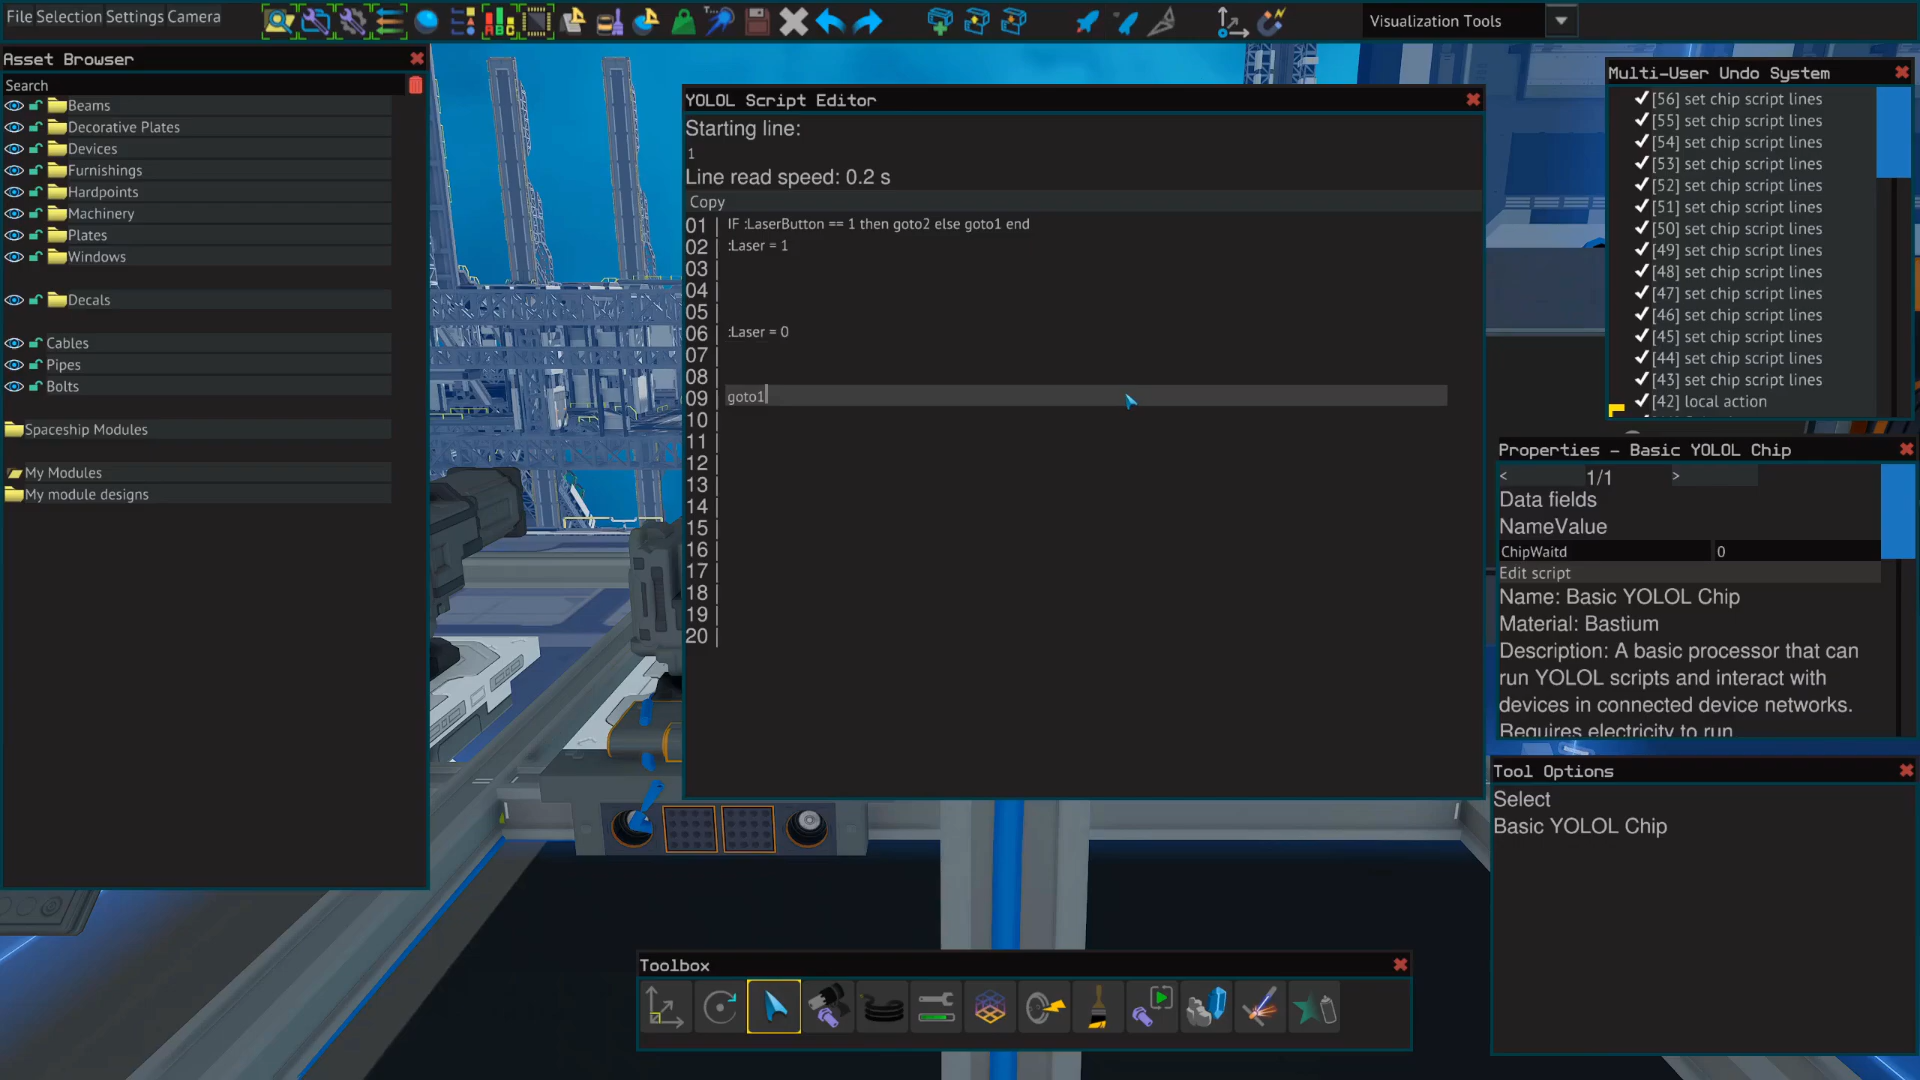 File Selection Settings Camera
Visualization Tools
Asset Browser
Search
Beams
Decorative Plates
Devices
Furnishings
Hardpoints
Machinery
Plates
Windows
Decals
Cables
Pipes
Bolts
Spaceship Modules
My Modules
My module designs
YOLOL Script Editor
Starting line:
1
Line read speed: 0.2 s
Copy
01 IF :LaserButton == 1 then goto2 else goto1 end
02 :Laser = 1
03
04
05
06 :Laser = 0
07
08
09 goto1
10
11
12
13
14
15
16
17
18
19
20
Multi-User Undo System
[56] set chip script lines
[55] set chip script lines
[54] set chip script lines
[53] set chip script lines
[52] set chip script lines
[51] set chip script lines
[50] set chip script lines
[49] set chip script lines
[48] set chip script lines
[47] set chip script lines
[46] set chip script lines
[45] set chip script lines
[44] set chip script lines
[43] set chip script lines
[42] local action
Properties - Basic YOLOL Chip
< 1/1 >
Data fields
NameValue
ChipWaitd 0
Edit script
Name: Basic YOLOL Chip
Material: Bastium
Description: A basic processor that can
run YOLOL scripts and interact with
devices in connected device networks.
Requires electricity to run
Tool Options
Select
Basic YOLOL Chip
Toolbox